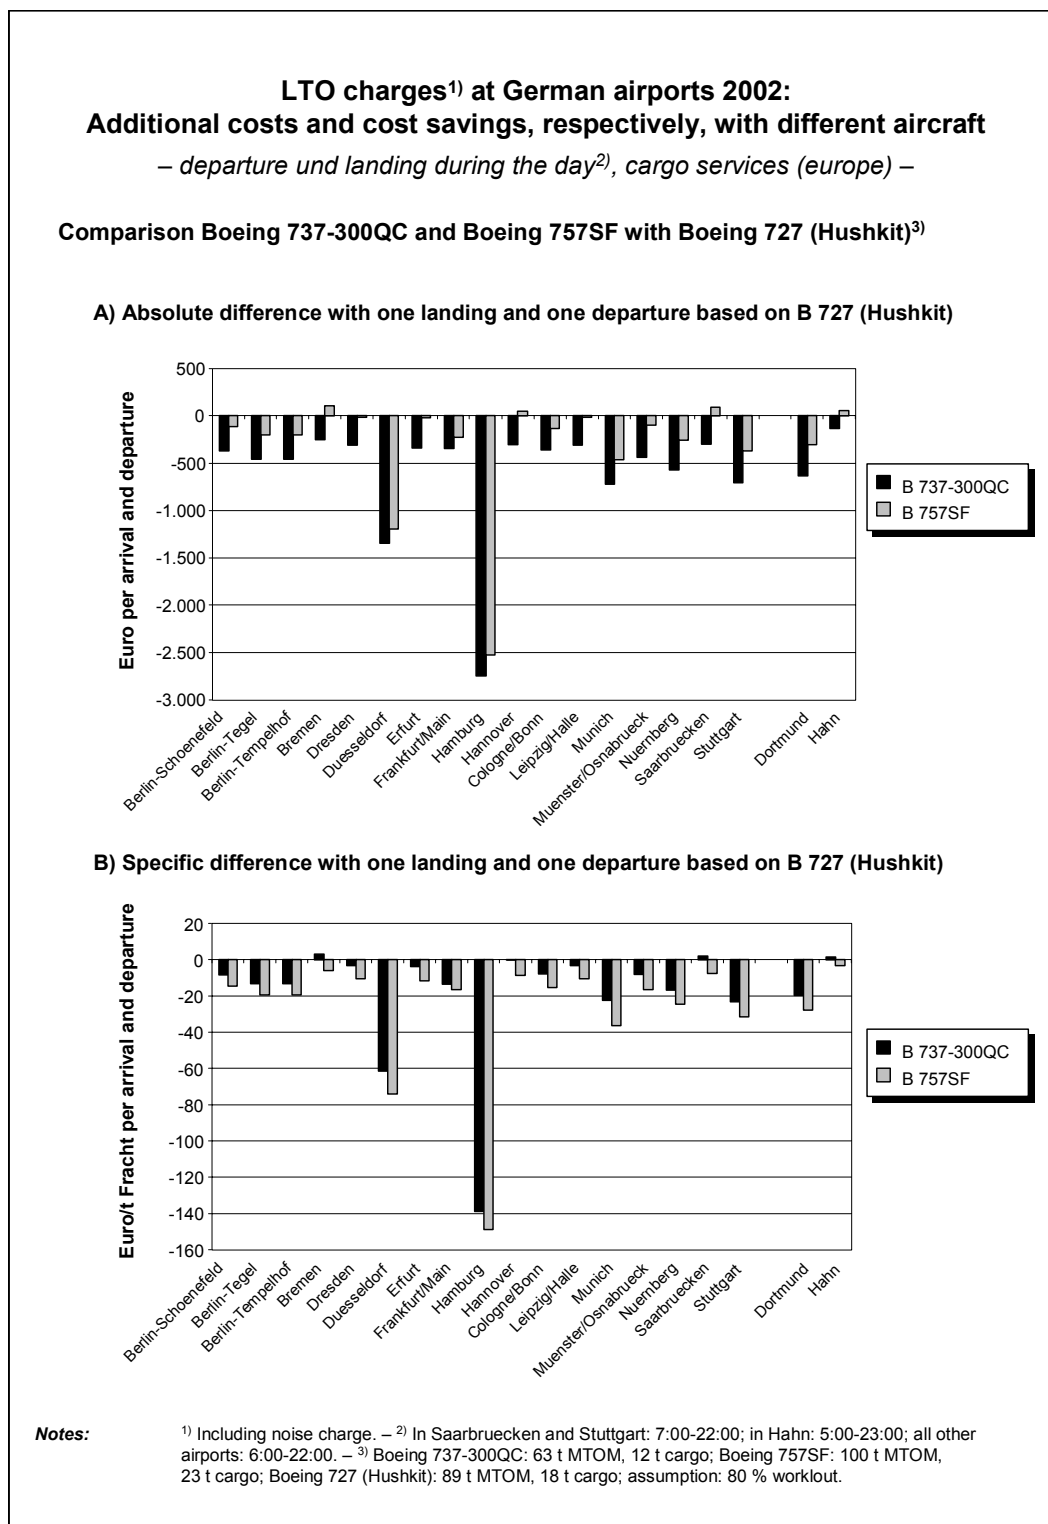 LTO charges1) at German airports 2002:
Additional costs and cost savings, respectively, with different aircraft
– departure und landing during the day2), cargo services (europe) –
Comparison Boeing 737-300QC and Boeing 757SF with Boeing 727 (Hushkit)3)
A) Absolute difference with one landing and one departure based on B 727 (Hushkit)
Euro per arrival and departure
500
0
-500
-1.000
-1.500
-2.000
-2.500
-3.000
Berlin-Schoenefeld
Berlin-Tegel
Berlin-Tempelhof
Bremen
Dresden
Duesseldorf
Erfurt
Frankfurt/Main
Hamburg
Hannover
Cologne/Bonn
Leipzig/Halle
Munich
Muenster/Osnabrueck
Nuernberg
Saarbruecken
Stuttgart
Dortmund
Hahn
B 737-300QC
B 757SF
B) Specific difference with one landing and one departure based on B 727 (Hushkit)
Euro/t Fracht per arrival and departure
20
0
-20
-40
-60
-80
-100
-120
-140
-160
Berlin-Schoenefeld
Berlin-Tegel
Berlin-Tempelhof
Bremen
Dresden
Duesseldorf
Erfurt
Frankfurt/Main
Hamburg
Hannover
Cologne/Bonn
Leipzig/Halle
Munich
Muenster/Osnabrueck
Nuernberg
Saarbruecken
Stuttgart
Dortmund
Hahn
B 737-300QC
B 757SF
Notes: 1) Including noise charge. – 2) In Saarbruecken and Stuttgart: 7:00-22:00; in Hahn: 5:00-23:00; all other
airports: 6:00-22:00. – 3) Boeing 737-300QC: 63 t MTOM, 12 t cargo; Boeing 757SF: 100 t MTOM,
23 t cargo; Boeing 727 (Hushkit): 89 t MTOM, 18 t cargo; assumption: 80 % worklout.